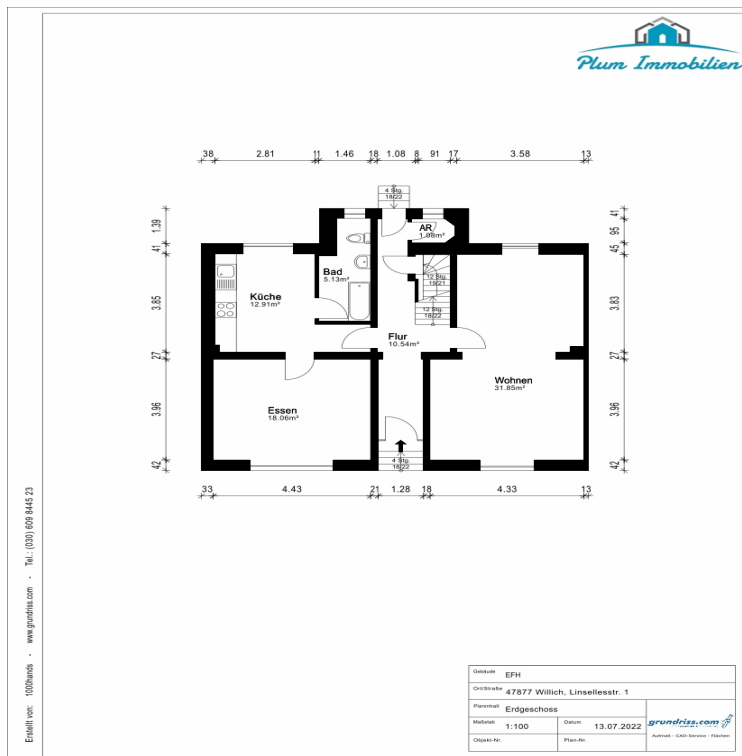 Plum Immobilien
38 2.81 11 1.46 18 1.08 8 91 17 3.58 13
4 Stg.
18/22
AR
1.08m²
Bad
5.13m²
12 Stg.
19/21
Küche
12.91m²
12 Stg.
18/22
Flur
10.54m²
Wohnen
31.85m²
Essen
18.06m²
4 Stg.
18/22
1.39
41
3.85
27
3.96
42
41
95
45
3.83
27
3.96
42
33 4.43 21 1.28 18 4.33 13
Erstellt von: 1000hands - www.grundriss.com - Tel.: (030) 609 8445 23
Gebäude EFH
Ort/Straße 47877 Willich, Linsellesstr. 1
Planinhalt Erdgeschoss
Maßstab 1:100 Datum 13.07.2022
Objekt-Nr. Plan-Nr.
grundriss.com
Aufmaß - CAD-Service - Flächen